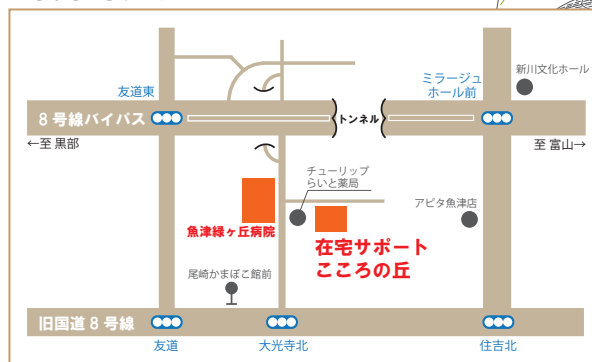 友道東
ミラージュ
ホール前
新川文化ホール
8号線バイパス
トンネル
←至 黒部
至 富山→
チューリップ
らいと薬局
アピタ魚津店
魚津緑ヶ丘病院
在宅サポート
こころの丘
尾崎かまぼこ館前
旧国道8号線
友道
大光寺北
住吉北